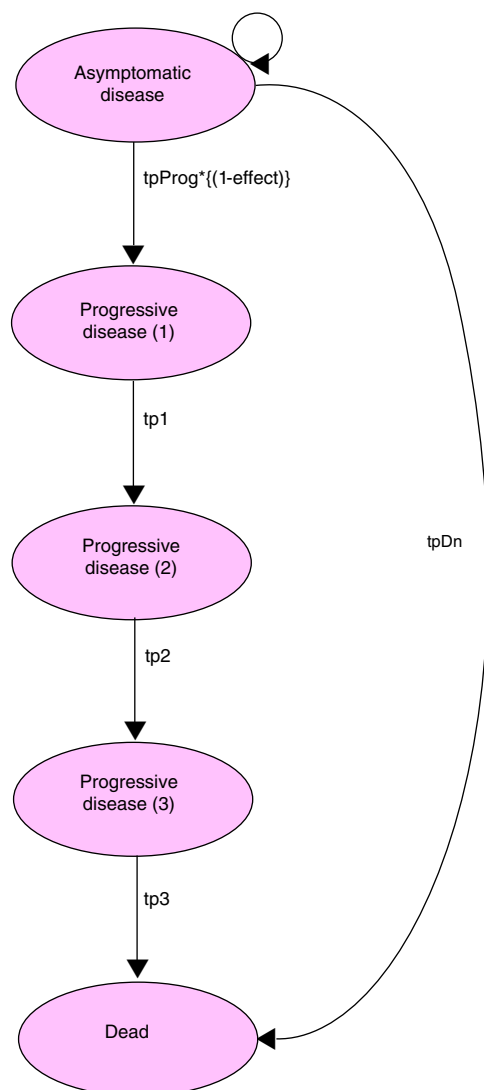 Asymptomatic
disease
tpProg*{(1-effect)}
Progressive
disease (1)
tp1
Progressive
disease (2)
tpDn
tp2
Progressive
disease (3)
tp3
Dead